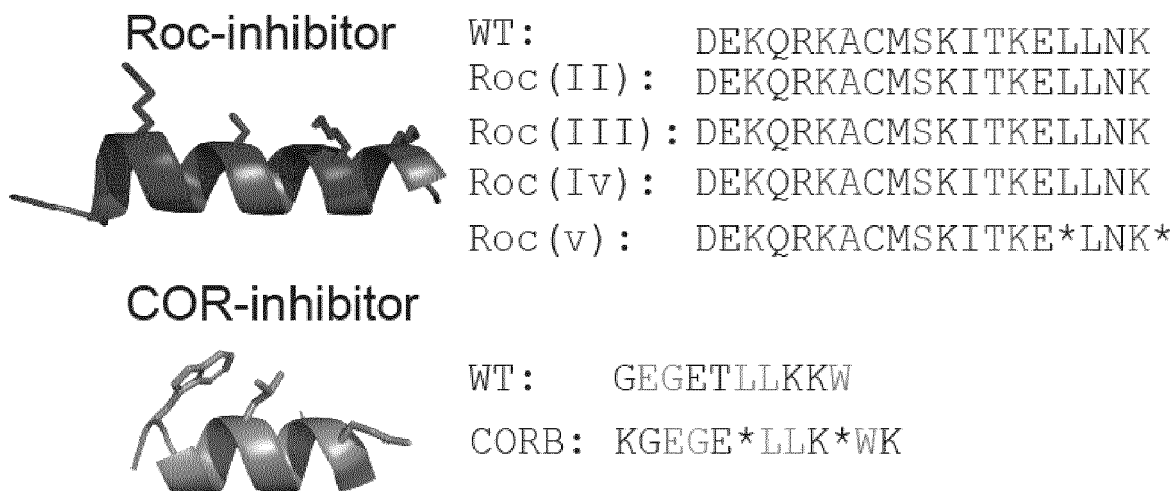 Roc-inhibitor
WT: DEKQRKACMSKITKELLNK
Roc(II): DEKQRKACMSKITKELLNK
Roc(III): DEKQRKACMSKITKELLNK
Roc(Iv): DEKQRKACMSKITKELLNK
Roc(v): DEKQRKACMSKITKE*LNK*
COR-inhibitor
WT: GEGETLLKKW
CORB: KGEGE*LLK*WK